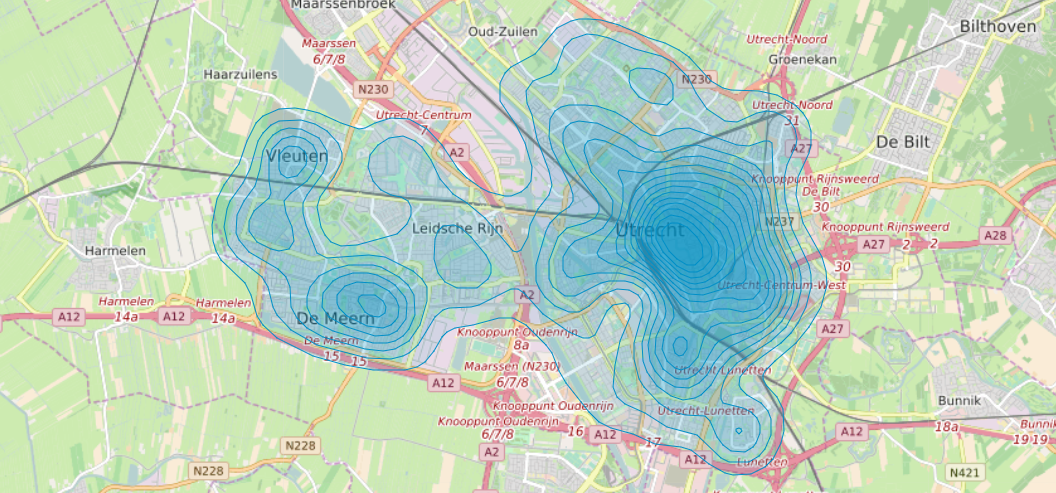 Maarssenbroek
Oud-Zuilen
Bilthoven
Maarssen
6/7/8
Utrecht-Noord
Groenekan
Haarzuilens
N230
N230
Utrecht-Centrum
7
Utrecht-Noord
31
A2
A27
De Bilt
Vleuten
Knooppunt Rijnsweerd
De Bilt
30
Leidsche Rijn
Utrecht
N237
Knooppunt Rijnsweerd
A27
2
2
A28
Harmelen
30
Utrecht-Centrum-West
A2
Harmelen
14a
Harmelen
14a
A12
A12
De Meern
De Meern
15
15
Knooppunt Oudenrijn
8a
A27
Maarssen (N230)
6/7/8
Utrecht-Lunetten
A12
Knooppunt Oudenrijn
Utrecht-Lunetten
Bunnik
Knooppunt Oudenrijn
6/7/8
16
A12
17
A12
18a
Bunnik
19
19
N228
A2
A12
Lunetten
N228
N421